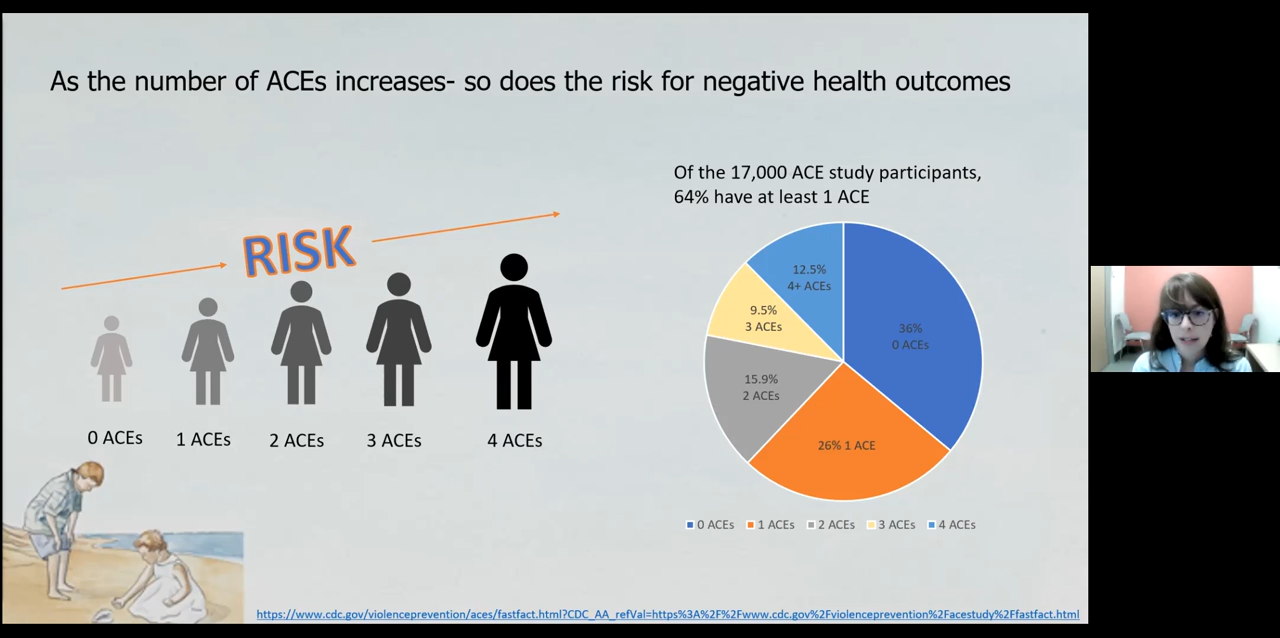 As the number of ACEs increases- so does the risk for negative health outcomes
RISK
0 ACEs
1 ACEs
2 ACEs
3 ACEs
4 ACEs
Of the 17,000 ACE study participants,
64% have at least 1 ACE
12.5%
4+ ACEs
9.5%
3 ACEs
36%
0 ACEs
15.9%
2 ACEs
26% 1 ACE
0 ACEs
1 ACEs
2 ACEs
3 ACEs
4 ACEs
https://www.cdc.gov/violenceprevention/aces/fastfact.html?CDC_AA_refVal=https%3A%2F%2Fwww.cdc.gov%2Fviolenceprevention%2Facestudy%2Ffastfact.html